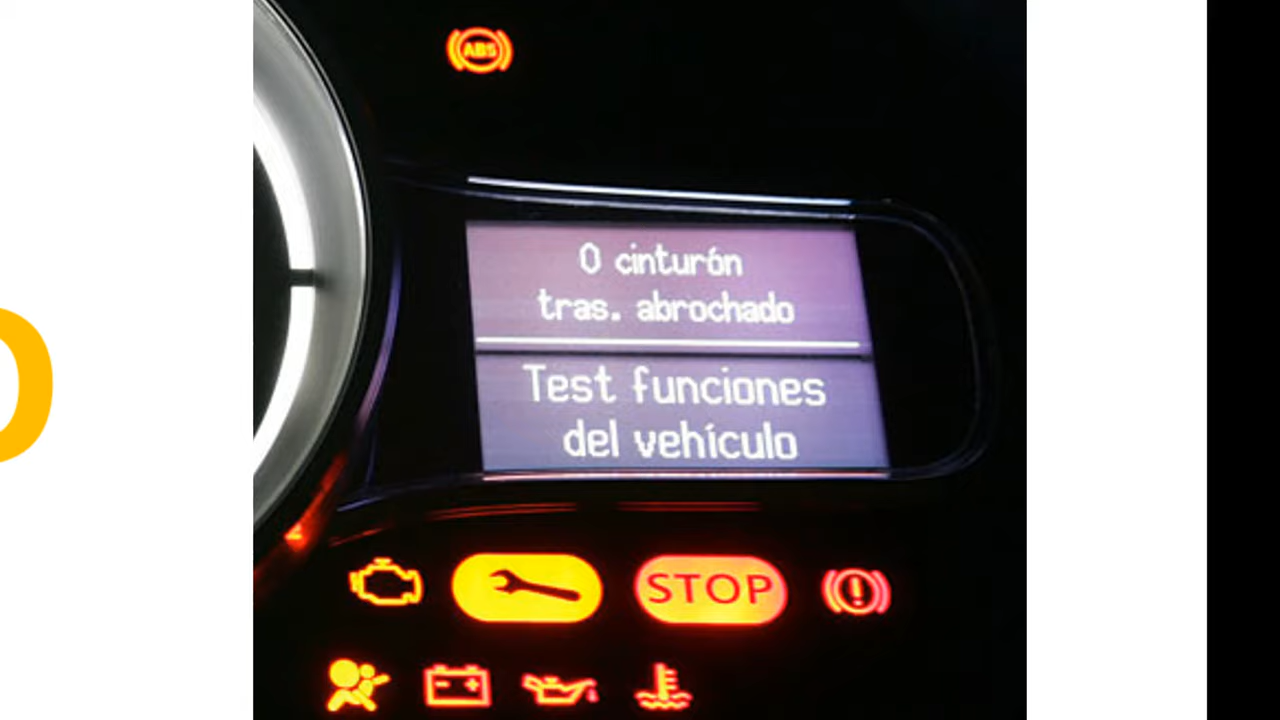 ABS
0 cinturón
tras. abrochado
Test funciones
del vehículo
STOP